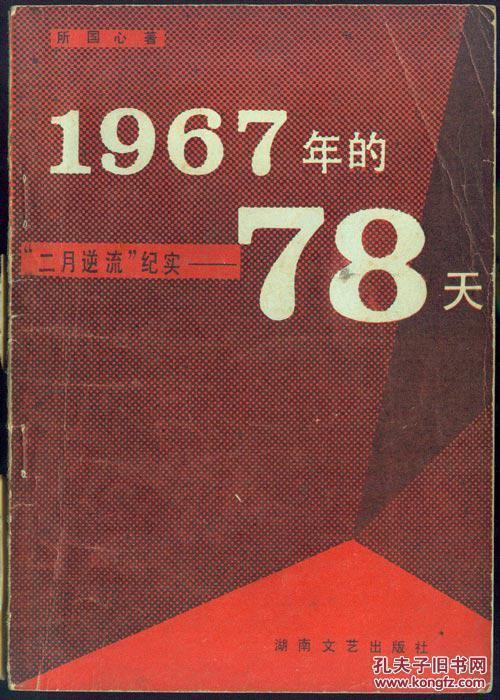 所国心 著
1967年的
"二月逆流"纪实——78天
湖南文艺出版社
孔夫子旧书网
www.kongfz.com